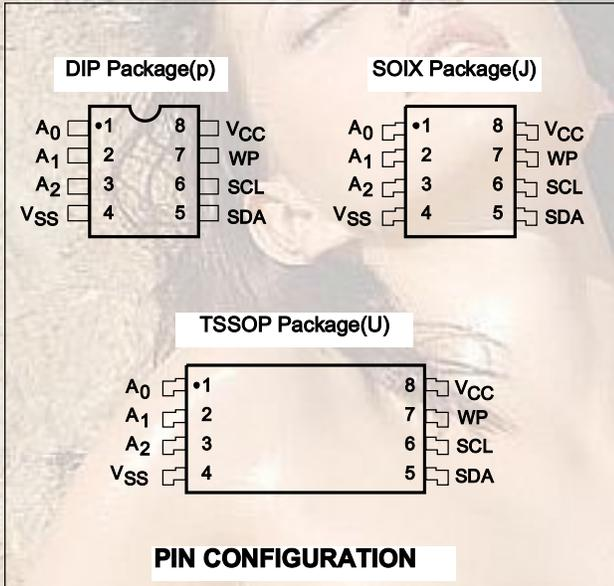 DIP Package(p)
A0 •1 8 VCC
A1 2 7 WP
A2 3 6 SCL
VSS 4 5 SDA
SOIX Package(J)
A0 •1 8 VCC
A1 2 7 WP
A2 3 6 SCL
VSS 4 5 SDA
TSSOP Package(U)
A0 •1 8 VCC
A1 2 7 WP
A2 3 6 SCL
VSS 4 5 SDA
PIN CONFIGURATION